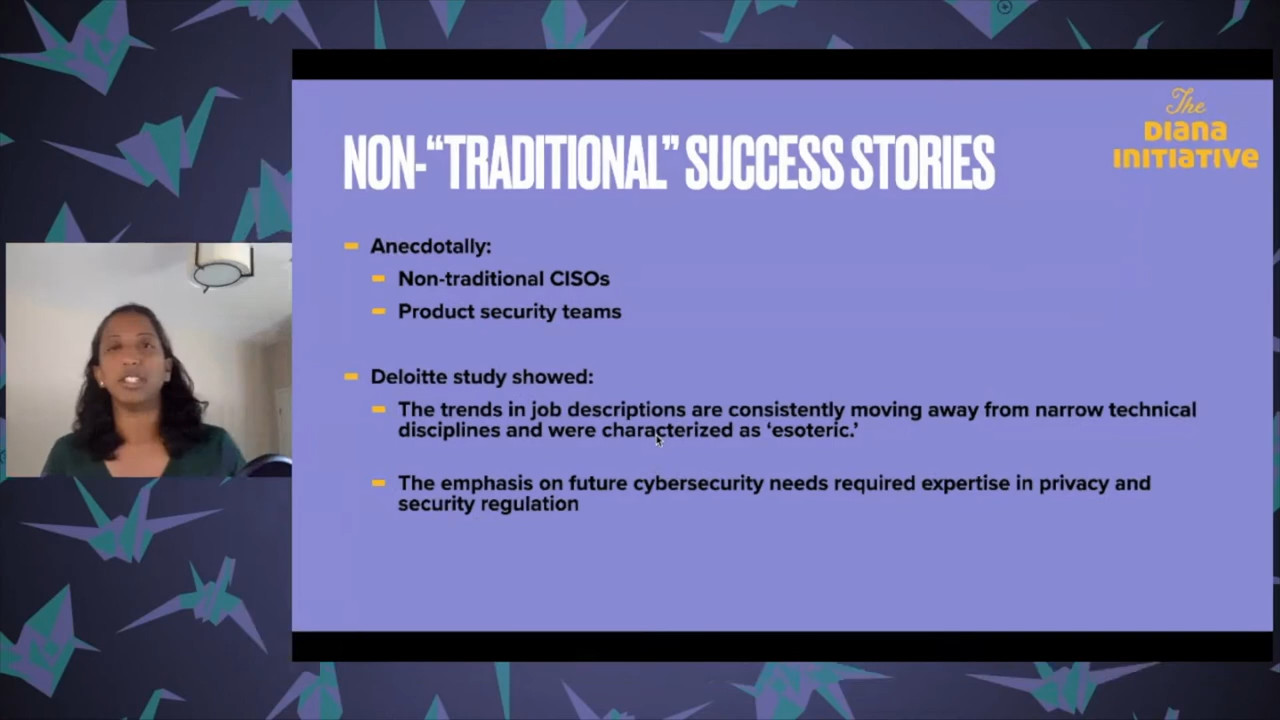 The
Diana
Initiative
NON-“TRADITIONAL” SUCCESS STORIES
Anecdotally:
Non-traditional CISOs
Product security teams
Deloitte study showed:
The trends in job descriptions are consistently moving away from narrow technical
disciplines and were characterized as ‘esoteric.’
The emphasis on future cybersecurity needs required expertise in privacy and
security regulation